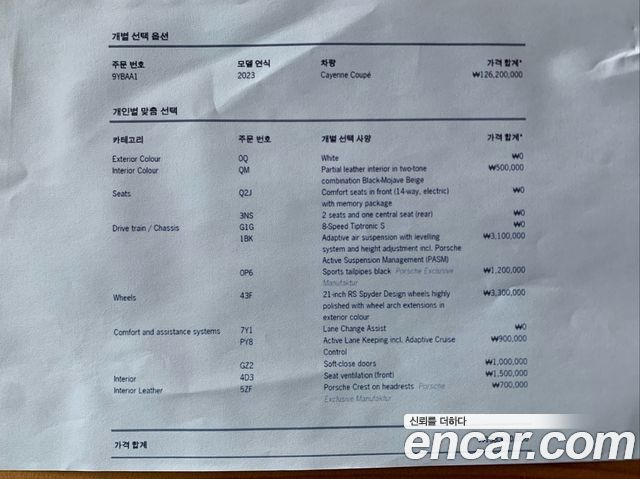 개별 선택 옵션
주문 번호 모델 연식 차량 가격 합계*
9YBAA1 2023 Cayenne Coupé ₩126,200,000
개인별 맞춤 선택
카테고리 주문 번호 개별 선택 사양 가격 합계*
Exterior Colour 0Q White ₩0
Interior Colour QM Partial leather interior in two-tone ₩500,000
combination Black-Mojave Beige
Seats Q2J Comfort seats in front (14-way, electric) ₩0
with memory package
3NS 2 seats and one central seat (rear) ₩0
Drive train / Chassis G1G 8-Speed Tiptronic S ₩0
1BK Adaptive air suspension with levelling ₩3,100,000
system and height adjustment incl. Porsche
Active Suspension Management (PASM)
0P6 Sports tailpipes black Porsche Exclusive ₩1,200,000
Manufaktur
Wheels 43F 21-inch RS Spyder Design wheels highly ₩3,300,000
polished with wheel arch extensions in
exterior colour
Comfort and assistance systems 7Y1 Lane Change Assist ₩0
PY8 Active Lane Keeping incl. Adaptive Cruise ₩900,000
Control
GZ2 Soft-close doors ₩1,000,000
Interior 4D3 Seat ventilation (front) ₩1,500,000
Interior Leather 5ZF Porsche Crest on headrests Porsche ₩700,000
Exclusive Manufaktur
신뢰를 더하다
가격 합계
encar.com